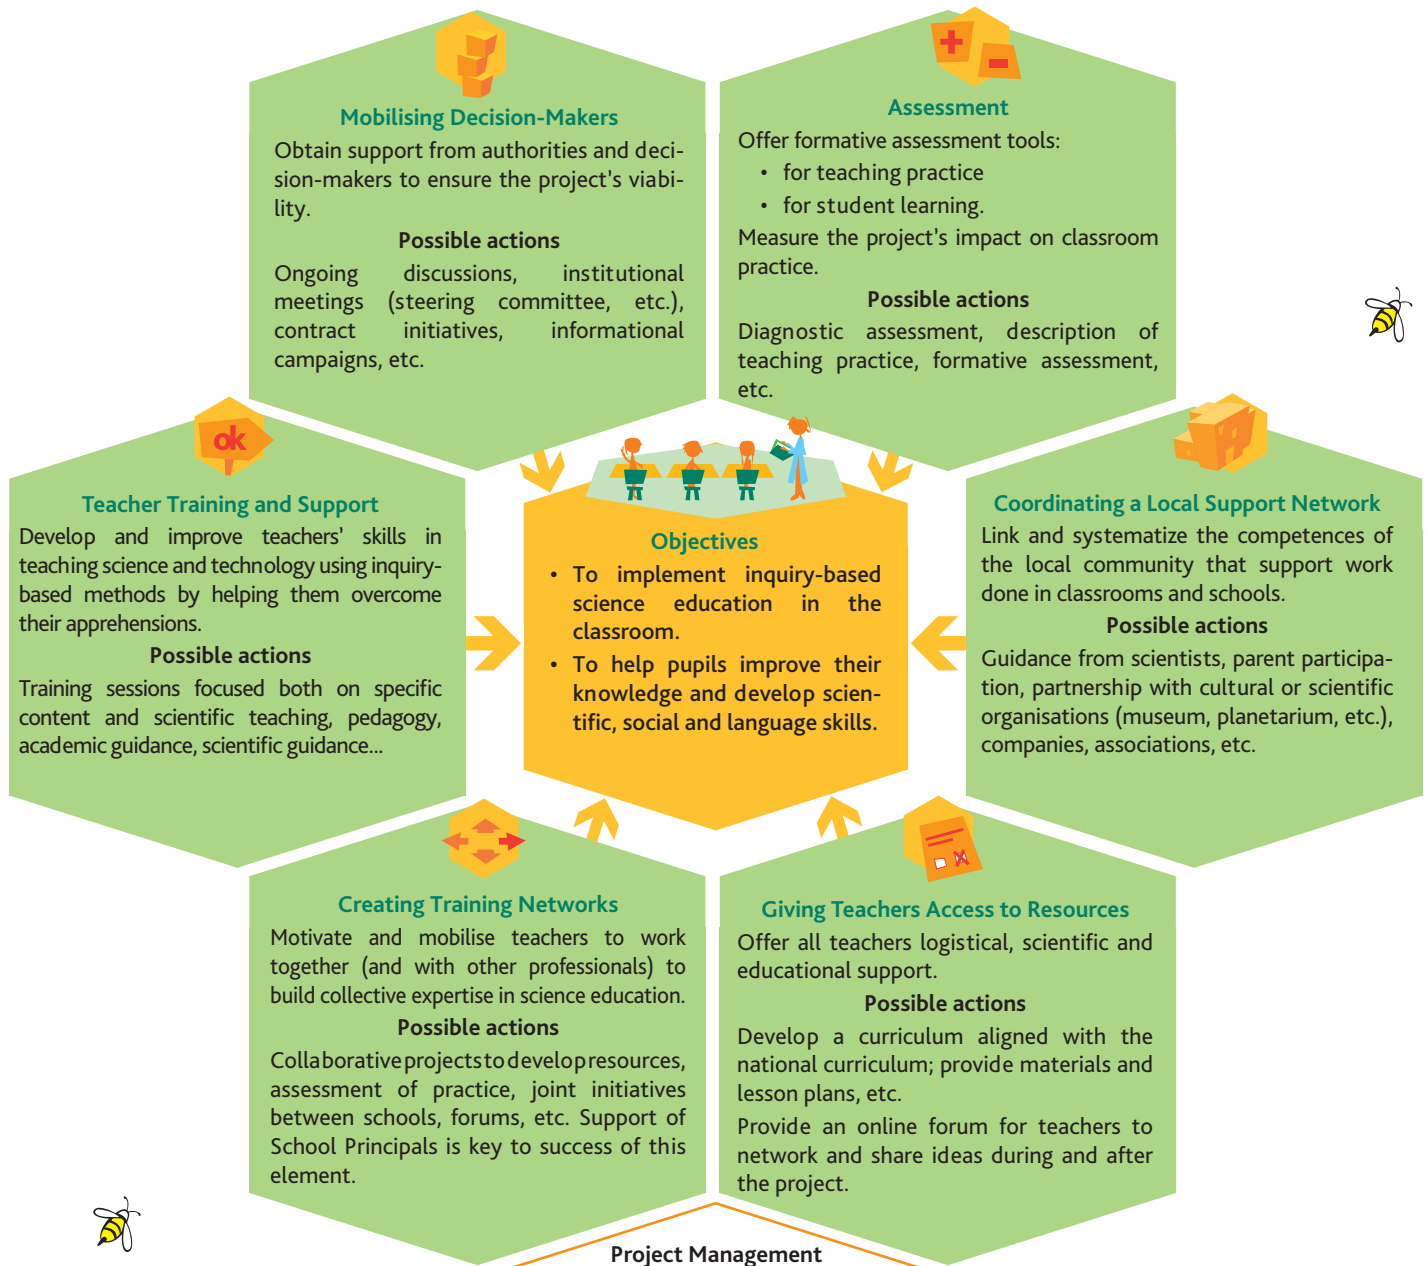 Mobilising Decision-Makers
Obtain support from authorities and deci-
sion-makers to ensure the project's viabi-
lity.
Possible actions
Ongoing discussions, institutional
meetings (steering committee, etc.),
contract initiatives, informational
campaigns, etc.
Assessment
Offer formative assessment tools:
• for teaching practice
• for student learning.
Measure the project's impact on classroom
practice.
Possible actions
Diagnostic assessment, description of
teaching practice, formative assessment,
etc.
ok
Teacher Training and Support
Develop and improve teachers' skills in
teaching science and technology using inquiry-
based methods by helping them overcome
their apprehensions.
Possible actions
Training sessions focused both on specific
content and scientific teaching, pedagogy,
academic guidance, scientific guidance...
Objectives
• To implement inquiry-based
science education in the
classroom.
• To help pupils improve their
knowledge and develop scien-
tific, social and language skills.
Coordinating a Local Support Network
Link and systematize the competences of
the local community that support work
done in classrooms and schools.
Possible actions
Guidance from scientists, parent participa-
tion, partnership with cultural or scientific
organisations (museum, planetarium, etc.),
companies, associations, etc.
Creating Training Networks
Motivate and mobilise teachers to work
together (and with other professionals) to
build collective expertise in science education.
Possible actions
Collaborative projects to develop resources,
assessment of practice, joint initiatives
between schools, forums, etc. Support of
School Principals is key to success of this
element.
Giving Teachers Access to Resources
Offer all teachers logistical, scientific and
educational support.
Possible actions
Develop a curriculum aligned with the
national curriculum; provide materials and
lesson plans, etc.
Provide an online forum for teachers to
network and share ideas during and after
the project.
Project Management